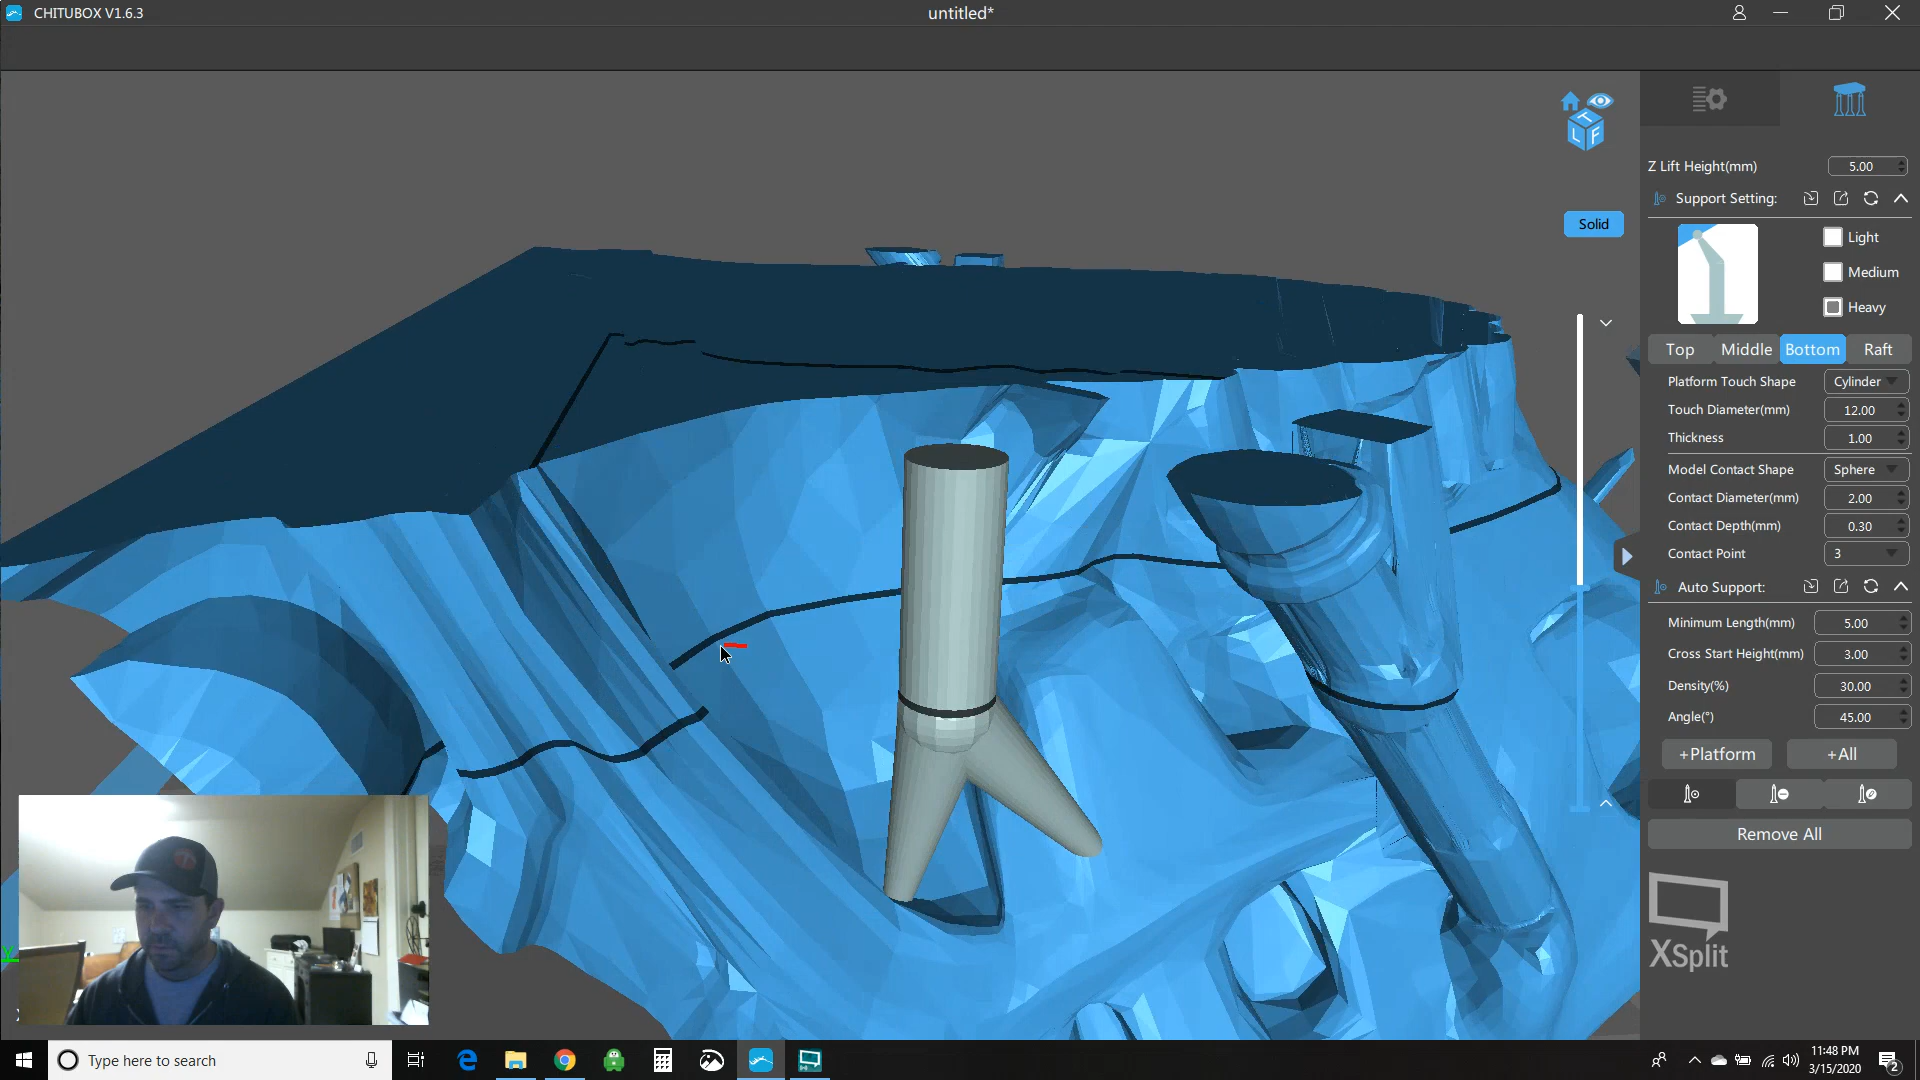 CHITUBOX V1.6.3
untitled*
T
L F
Z Lift Height(mm) 5.00
Support Setting:
Solid
Light
Medium
Heavy
Top Middle Bottom Raft
Platform Touch Shape Cylinder
Touch Diameter(mm) 12.00
Thickness 1.00
Model Contact Shape Sphere
Contact Diameter(mm) 2.00
Contact Depth(mm) 0.30
Contact Point 3
Auto Support:
Minimum Length(mm) 5.00
Cross Start Height(mm) 3.00
Density(%) 30.00
Angle(°) 45.00
+Platform +All
Remove All
XSplit
Y
Type here to search
11:48 PM
3/15/2020
2